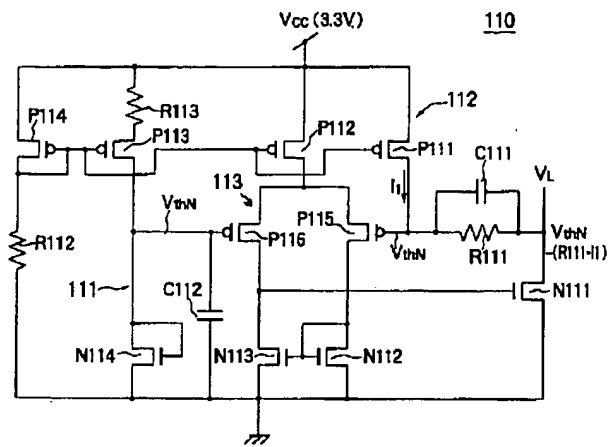 110
Vcc (3.3V)
P114
R113
P113
P112
112
P111
C111
VL
113
I1
VthN
P116
P115
VthN
R111
VthN
-(R111·I1)
R112
111
C112
N111
N114
N113
N112